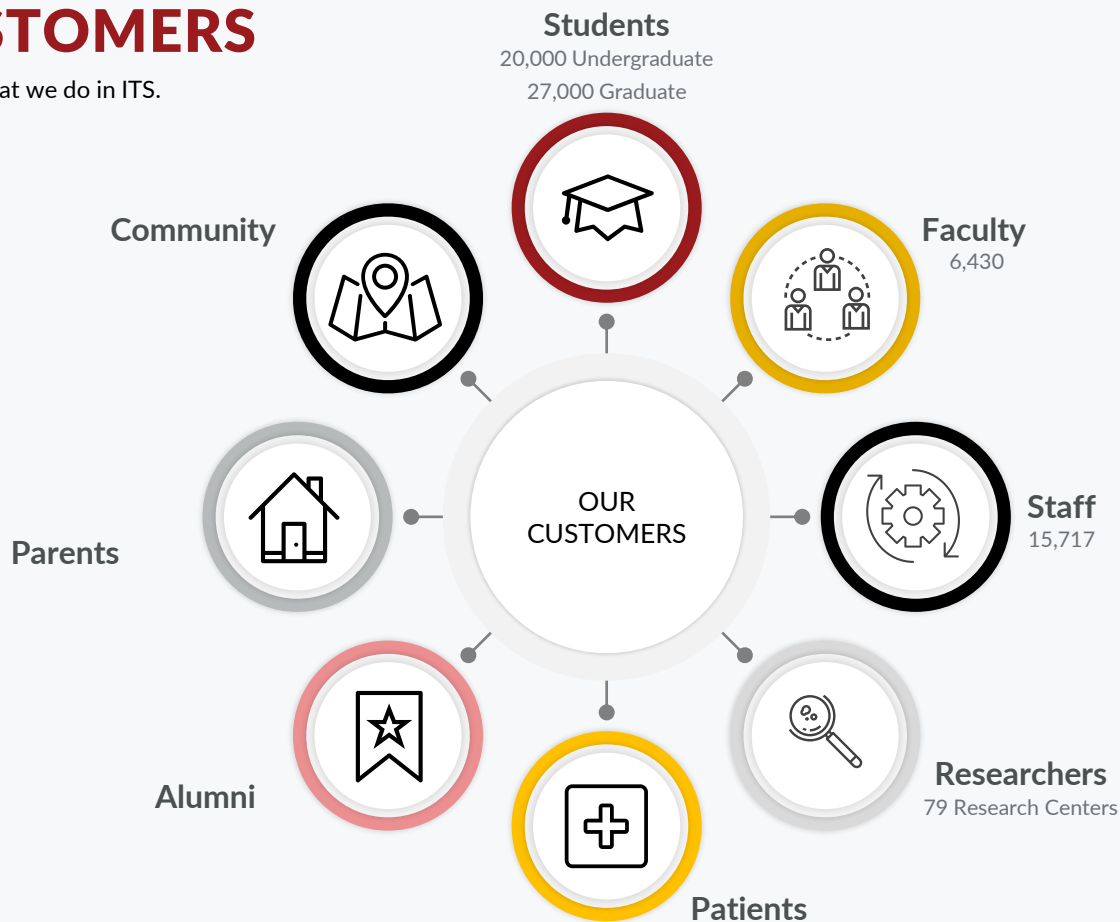 STOMERS
at we do in ITS.
Students
20,000 Undergraduate
27,000 Graduate
Community
Faculty
6,430
OUR
CUSTOMERS
Staff
15,717
Parents
Researchers
79 Research Centers
Alumni
Patients